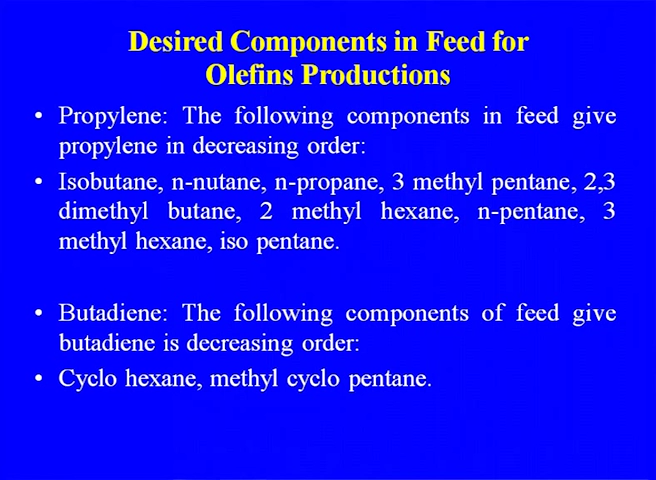 Desired Components in Feed for
Olefins Productions
• Propylene: The following components in feed give
propylene in decreasing order:
• Isobutane, n-nutane, n-propane, 3 methyl pentane, 2,3
dimethyl butane, 2 methyl hexane, n-pentane, 3
methyl hexane, iso pentane.
• Butadiene: The following components of feed give
butadiene is decreasing order:
• Cyclo hexane, methyl cyclo pentane.